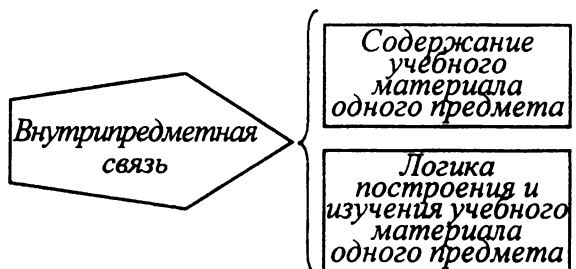 Внутрипредметная
связь
Содержание
учебного
материала
одного предмета
Логика
построения и
изучения учебного
материала
одного предмета